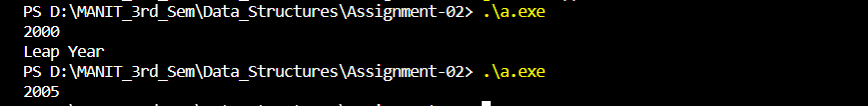 PS D:\MANIT_3rd_Sem\Data_Structures\Assignment-02> .\a.exe
2000
Leap Year
PS D:\MANIT_3rd_Sem\Data_Structures\Assignment-02> .\a.exe
2005